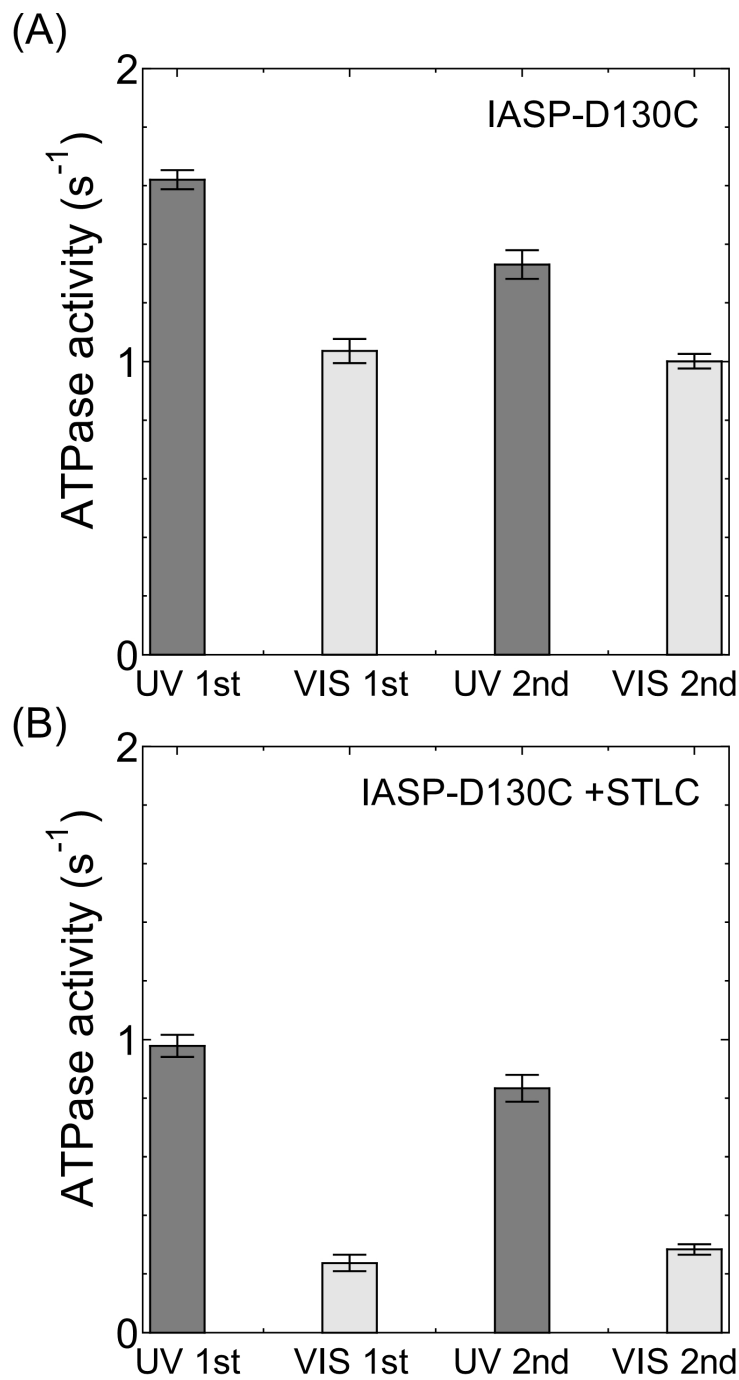 (A)
2
IASP-D130C
ATPase activity (s⁻¹)
1
0
UV 1st VIS 1st UV 2nd VIS 2nd
(B)
2
IASP-D130C +STLC
ATPase activity (s⁻¹)
1
0
UV 1st VIS 1st UV 2nd VIS 2nd